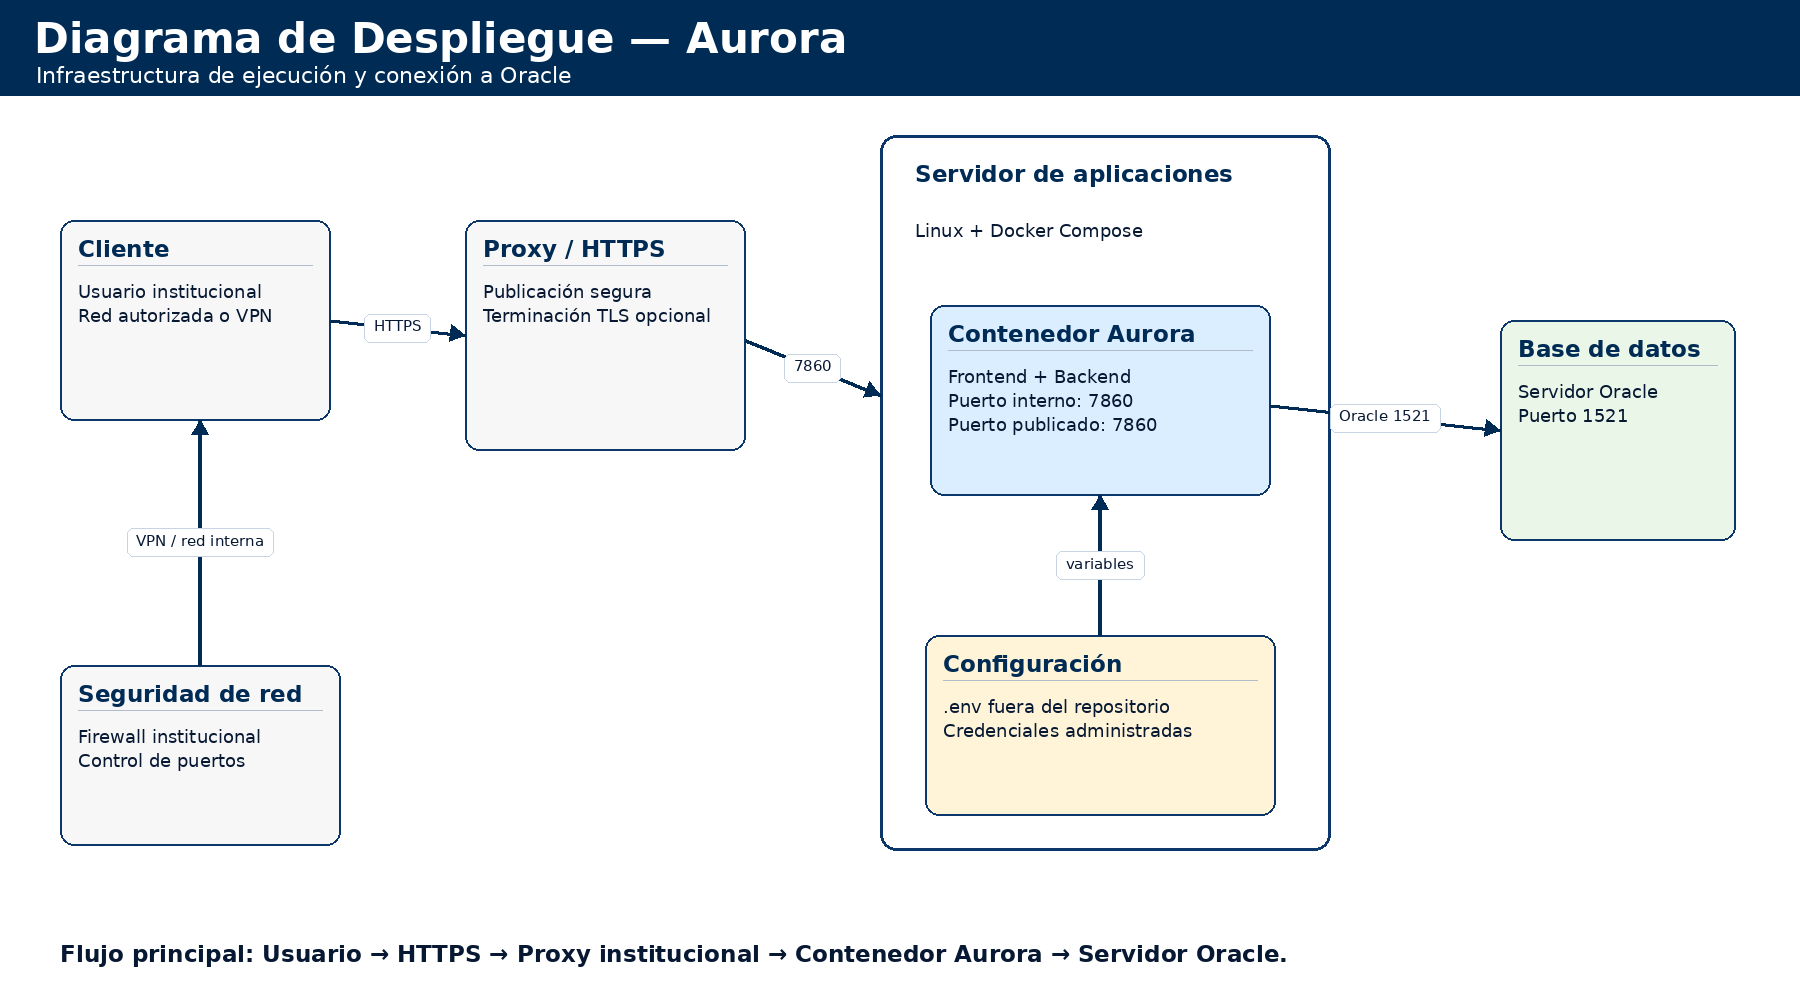 Diagrama de Despliegue — Aurora
Infraestructura de ejecución y conexión a Oracle
Cliente
Usuario institucional
Red autorizada o VPN
HTTPS
Proxy / HTTPS
Publicación segura
Terminación TLS opcional
7860
Servidor de aplicaciones
Linux + Docker Compose
Contenedor Aurora
Frontend + Backend
Puerto interno: 7860
Puerto publicado: 7860
Oracle 1521
Base de datos
Servidor Oracle
Puerto 1521
VPN / red interna
variables
Seguridad de red
Firewall institucional
Control de puertos
Configuración
.env fuera del repositorio
Credenciales administradas
Flujo principal: Usuario → HTTPS → Proxy institucional → Contenedor Aurora → Servidor Oracle.